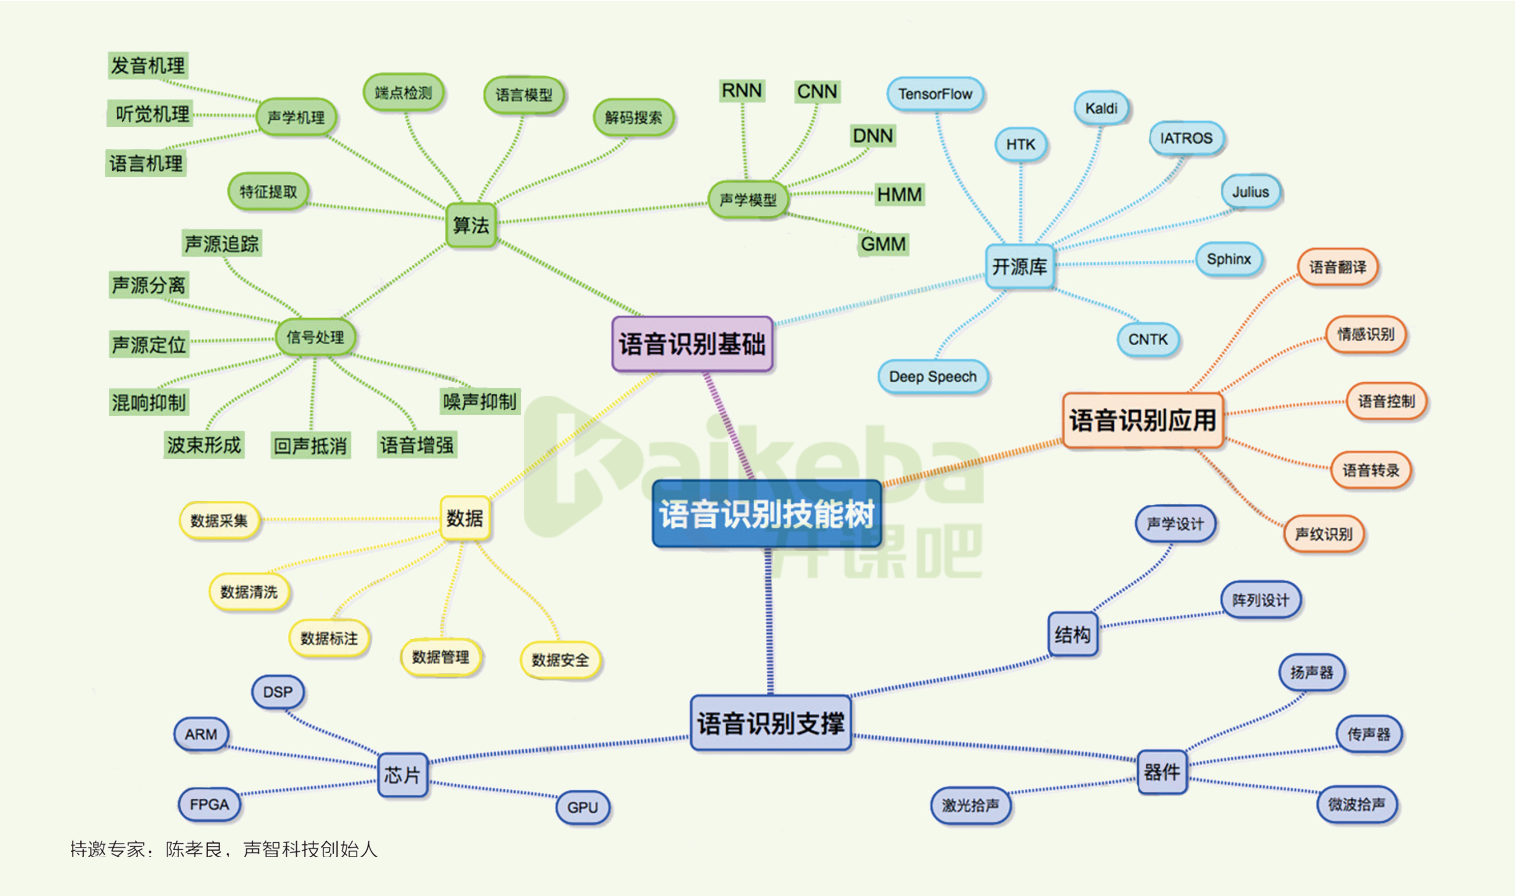 发音机理
听觉机理
语言机理
声学机理
端点检测
语言模型
解码搜索
特征提取
算法
RNN
CNN
DNN
HMM
GMM
声学模型
声源追踪
声源分离
声源定位
混响抑制
波束形成
回声抵消
语音增强
噪声抑制
信号处理
语音识别基础
TensorFlow
HTK
Kaldi
IATROS
Julius
Sphinx
CNTK
Deep Speech
开源库
语音翻译
情感识别
语音控制
语音转录
声纹识别
语音识别应用
Kaikeba
开课吧
语音识别技能树
数据
数据采集
数据清洗
数据标注
数据管理
数据安全
声学设计
阵列设计
结构
语音识别支撑
DSP
ARM
FPGA
GPU
芯片
扬声器
传声器
微波拾声
激光拾声
器件
特邀专家：陈孝良，声智科技创始人